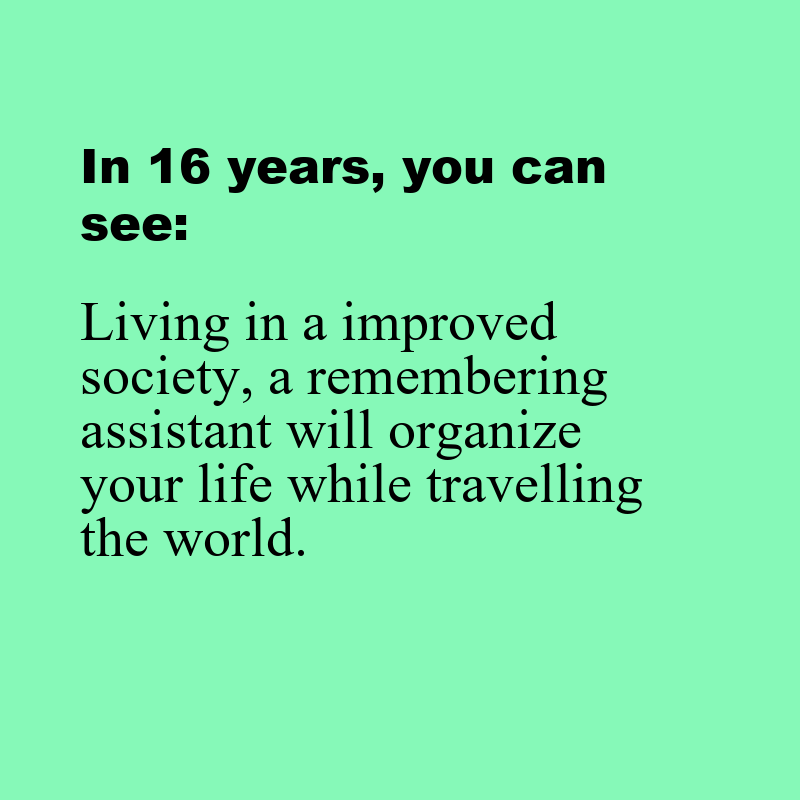 In 16 years, you can
see:
Living in a improved
society, a remembering
assistant will organize
your life while travelling
the world.